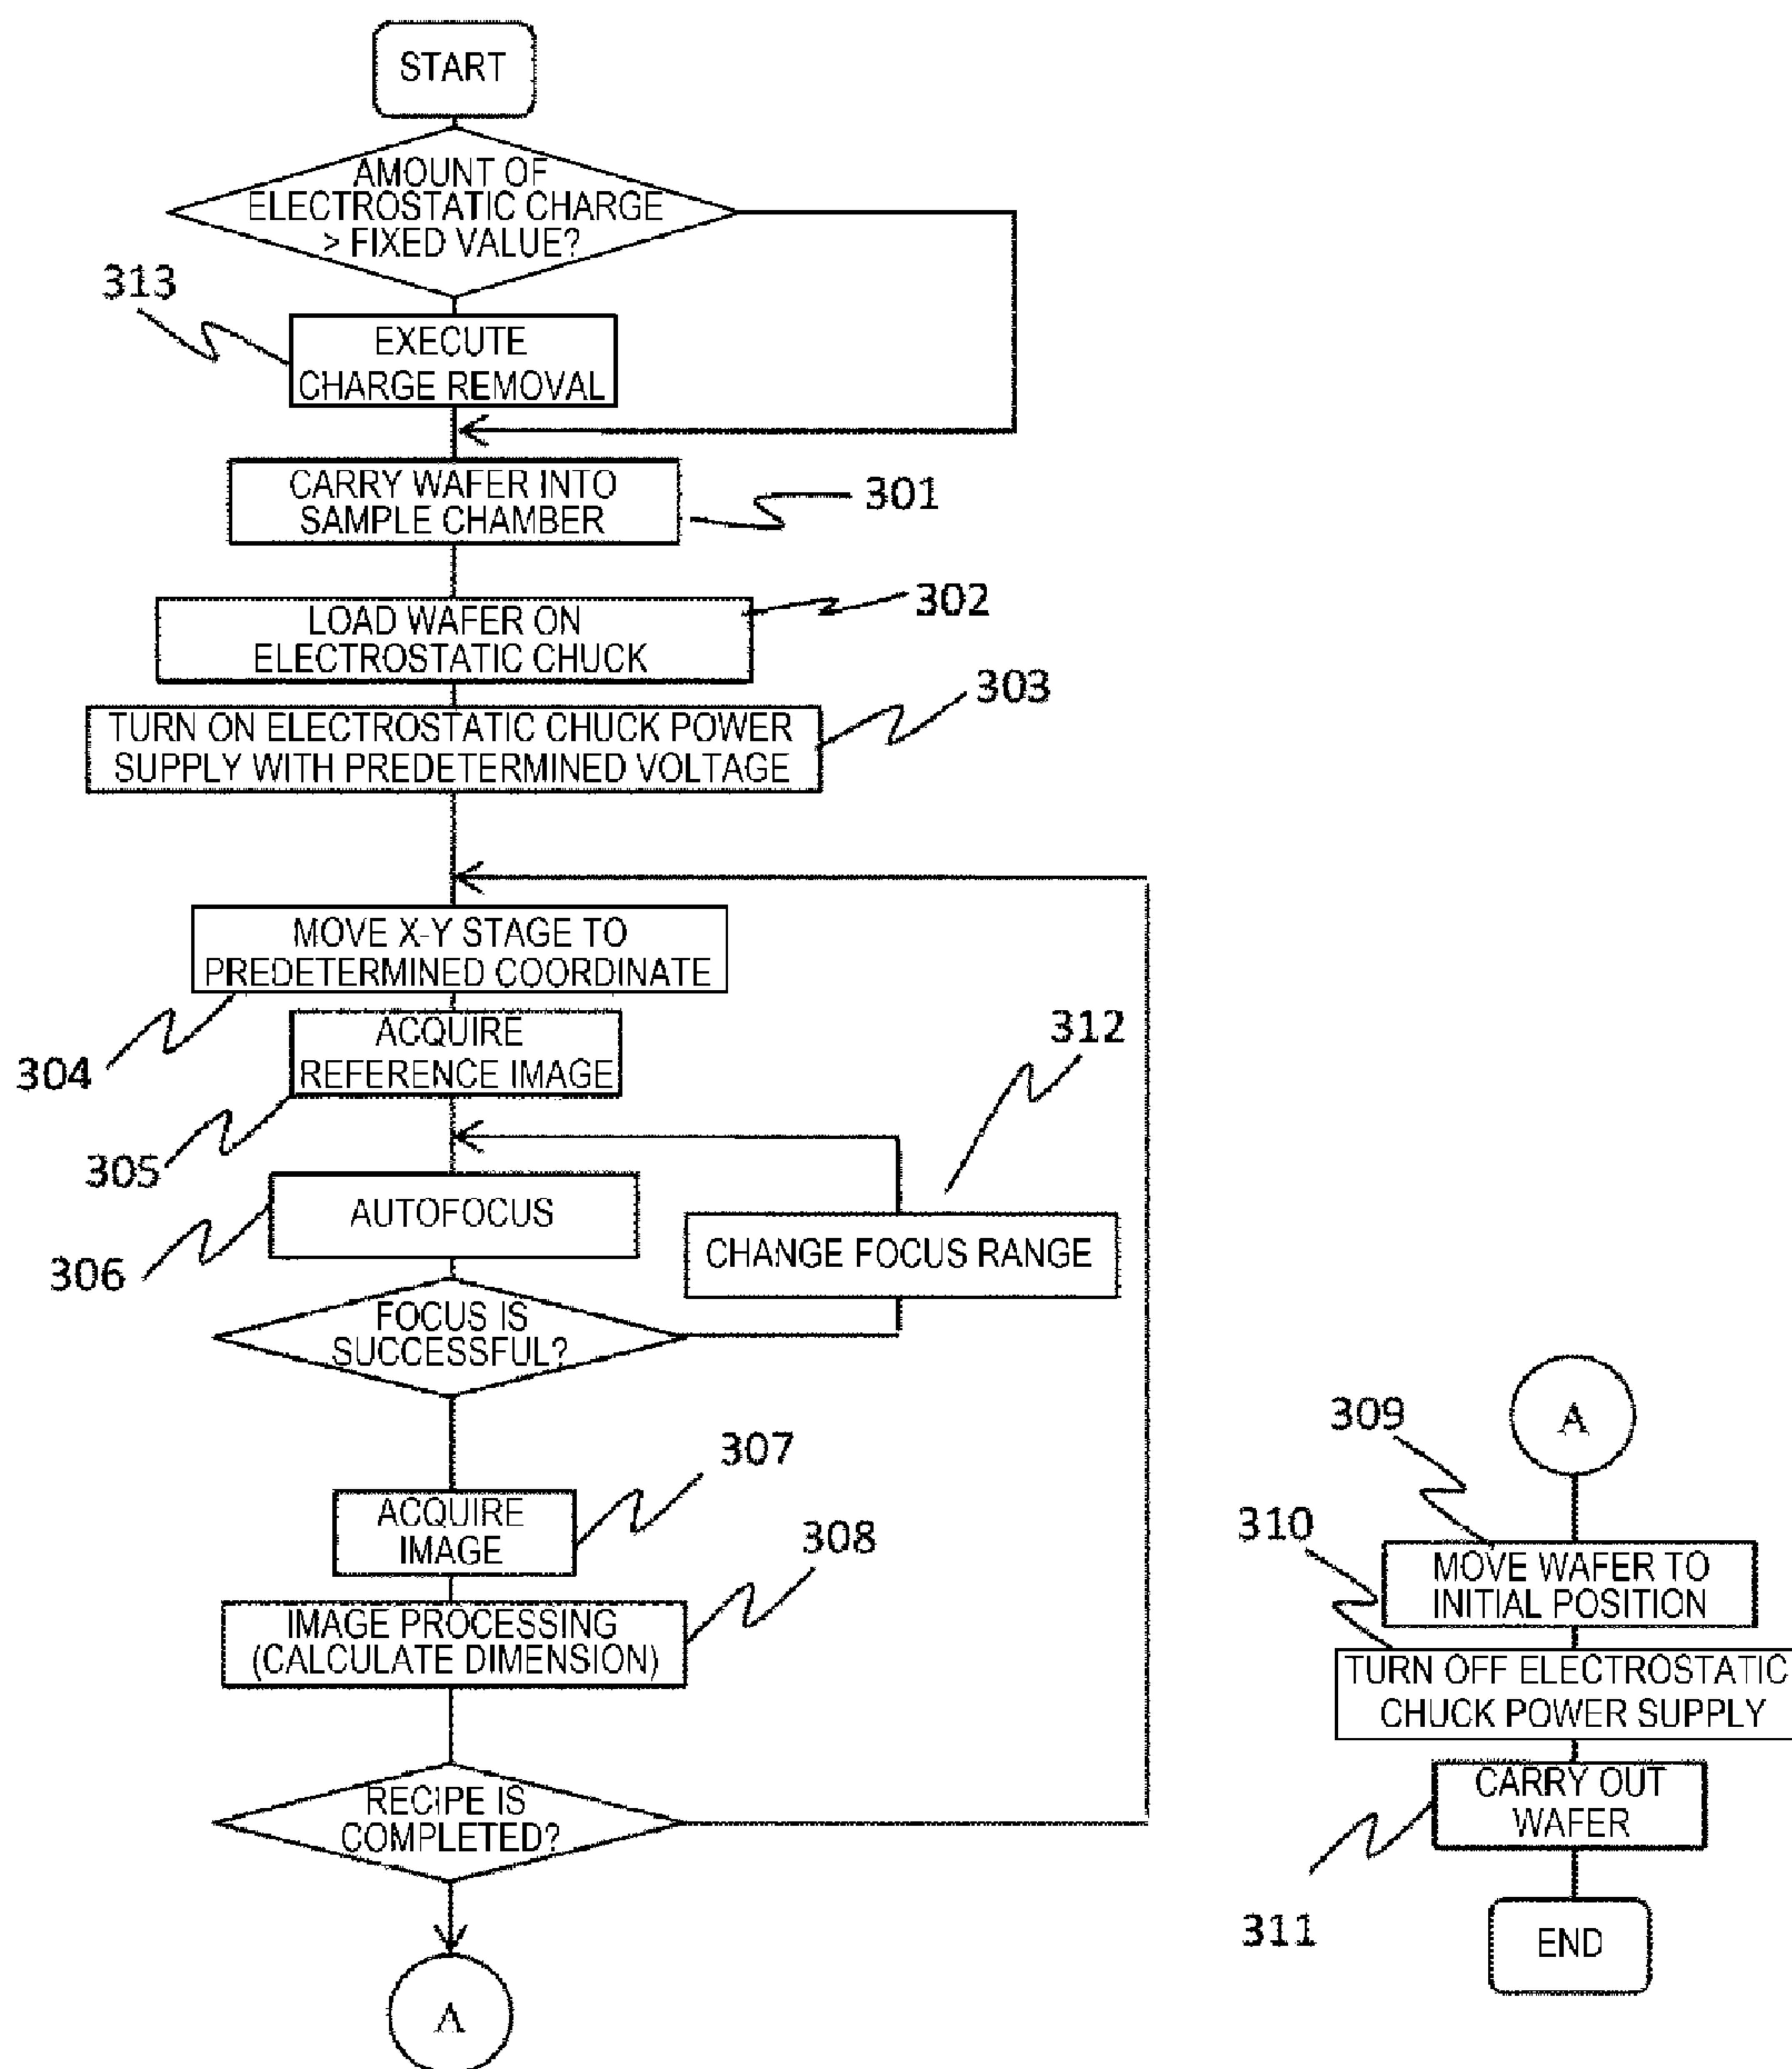 START
AMOUNT OF
ELECTROSTATIC CHARGE
> FIXED VALUE?
313
EXECUTE
CHARGE REMOVAL
CARRY WAFER INTO
SAMPLE CHAMBER
301
LOAD WAFER ON
ELECTROSTATIC CHUCK
302
TURN ON ELECTROSTATIC CHUCK POWER
SUPPLY WITH PREDETERMINED VOLTAGE
303
MOVE X-Y STAGE TO
PREDETERMINED COORDINATE
304
ACQUIRE
REFERENCE IMAGE
305
312
AUTOFOCUS
306
CHANGE FOCUS RANGE
FOCUS IS
SUCCESSFUL?
307
ACQUIRE
IMAGE
308
IMAGE PROCESSING
(CALCULATE DIMENSION)
RECIPE IS
COMPLETED?
A
A
309
MOVE WAFER TO
INITIAL POSITION
310
TURN OFF ELECTROSTATIC
CHUCK POWER SUPPLY
CARRY OUT
WAFER
311
END